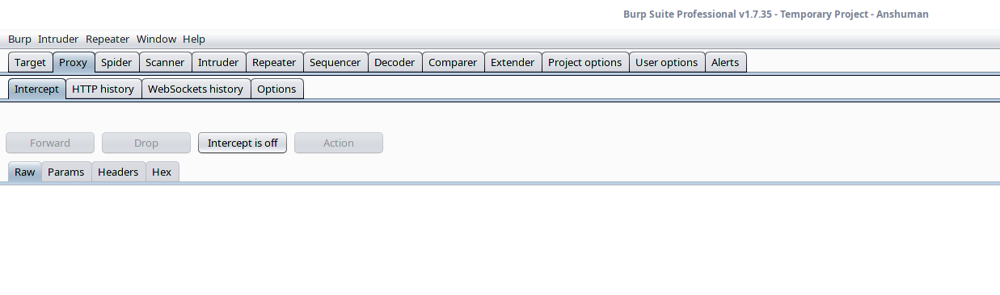 Burp Suite Professional v1.7.35 - Temporary Project - Anshuman
Burp Intruder Repeater Window Help
Target Proxy Spider Scanner Intruder Repeater Sequencer Decoder Comparer Extender Project options User options Alerts
Intercept HTTP history WebSockets history Options
Forward Drop Intercept is off Action
Raw Params Headers Hex